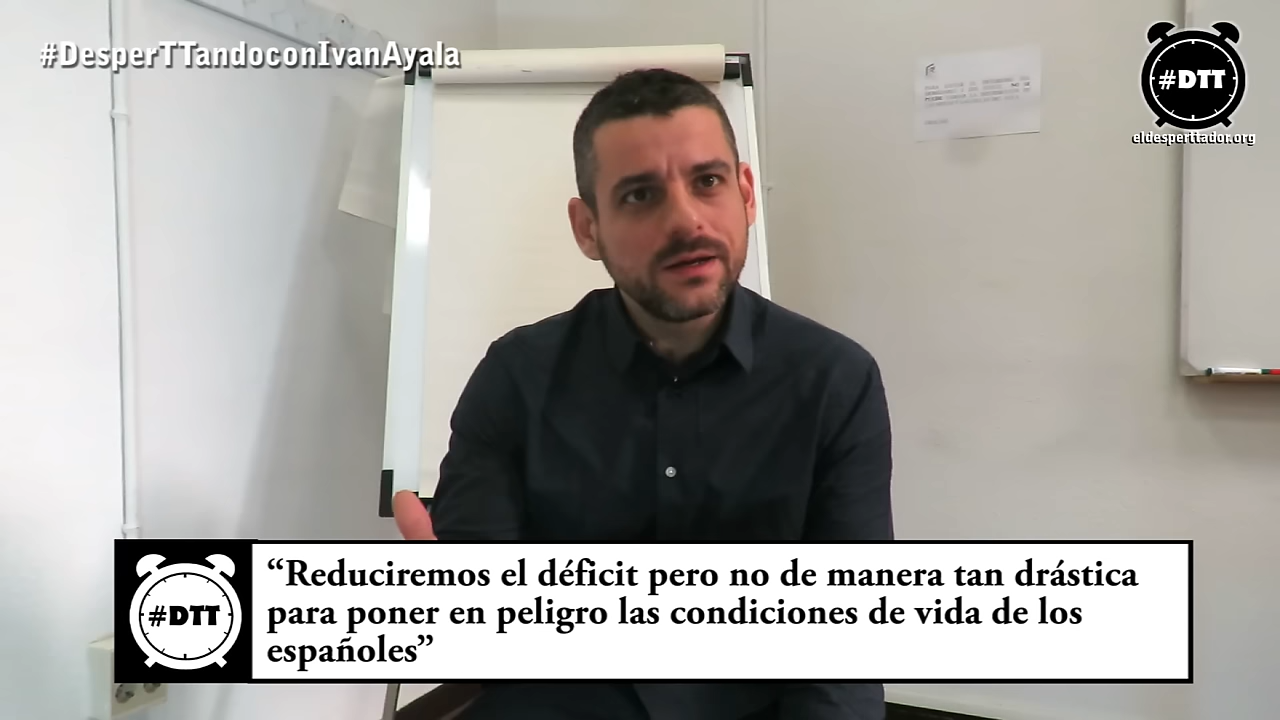 #DesperTTandoconIvanAyala
#DTT
eldesperttador.org
#DTT
“Reduciremos el déficit pero no de manera tan drástica
para poner en peligro las condiciones de vida de los
españoles”